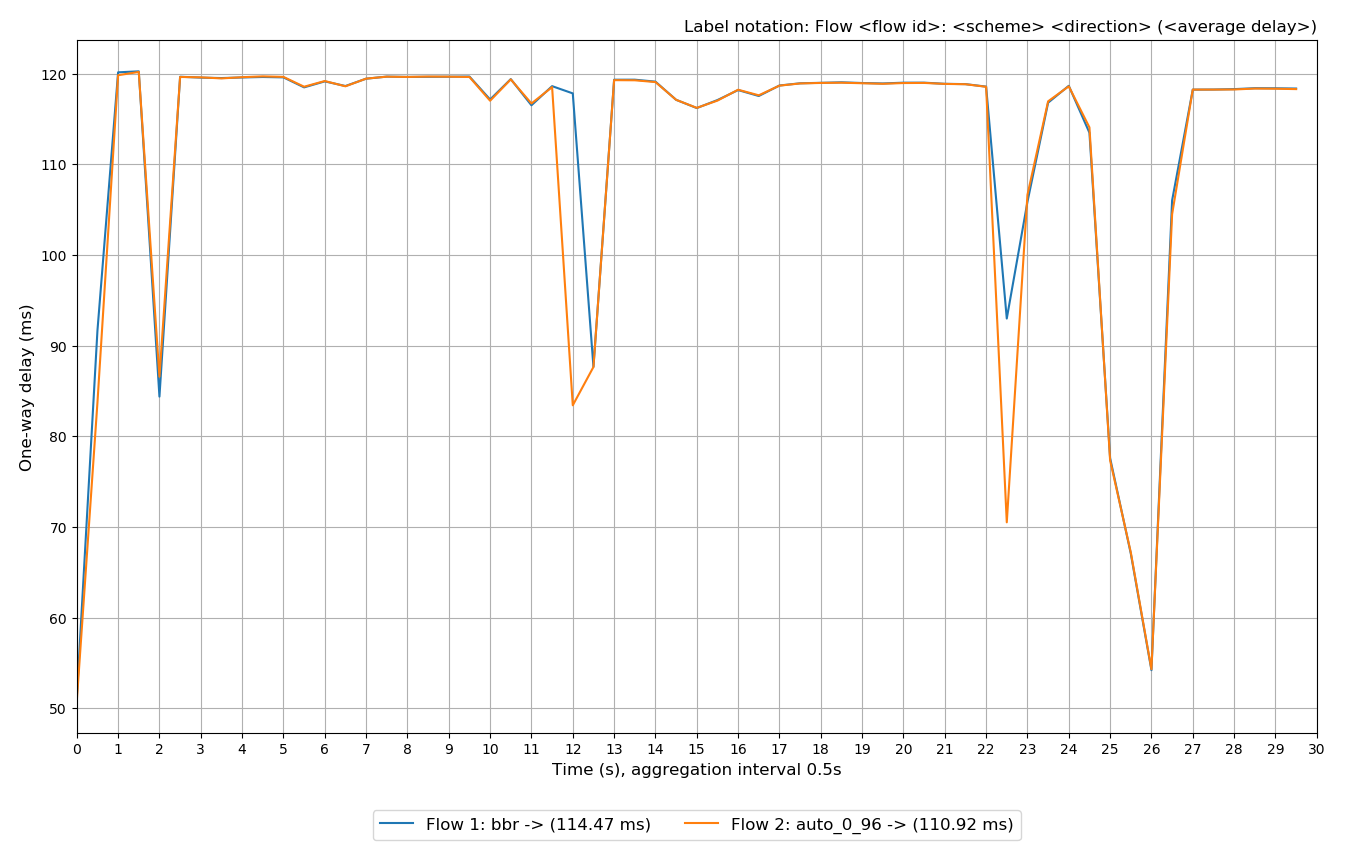 Label notation: Flow <flow id>: <scheme> <direction> (<average delay>)
One-way delay (ms)
120
110
100
90
80
70
60
50
0 1 2 3 4 5 6 7 8 9 10 11 12 13 14 15 16 17 18 19 20 21 22 23 24 25 26 27 28 29 30
Time (s), aggregation interval 0.5s
Flow 1: bbr -> (114.47 ms) Flow 2: auto_0_96 -> (110.92 ms)